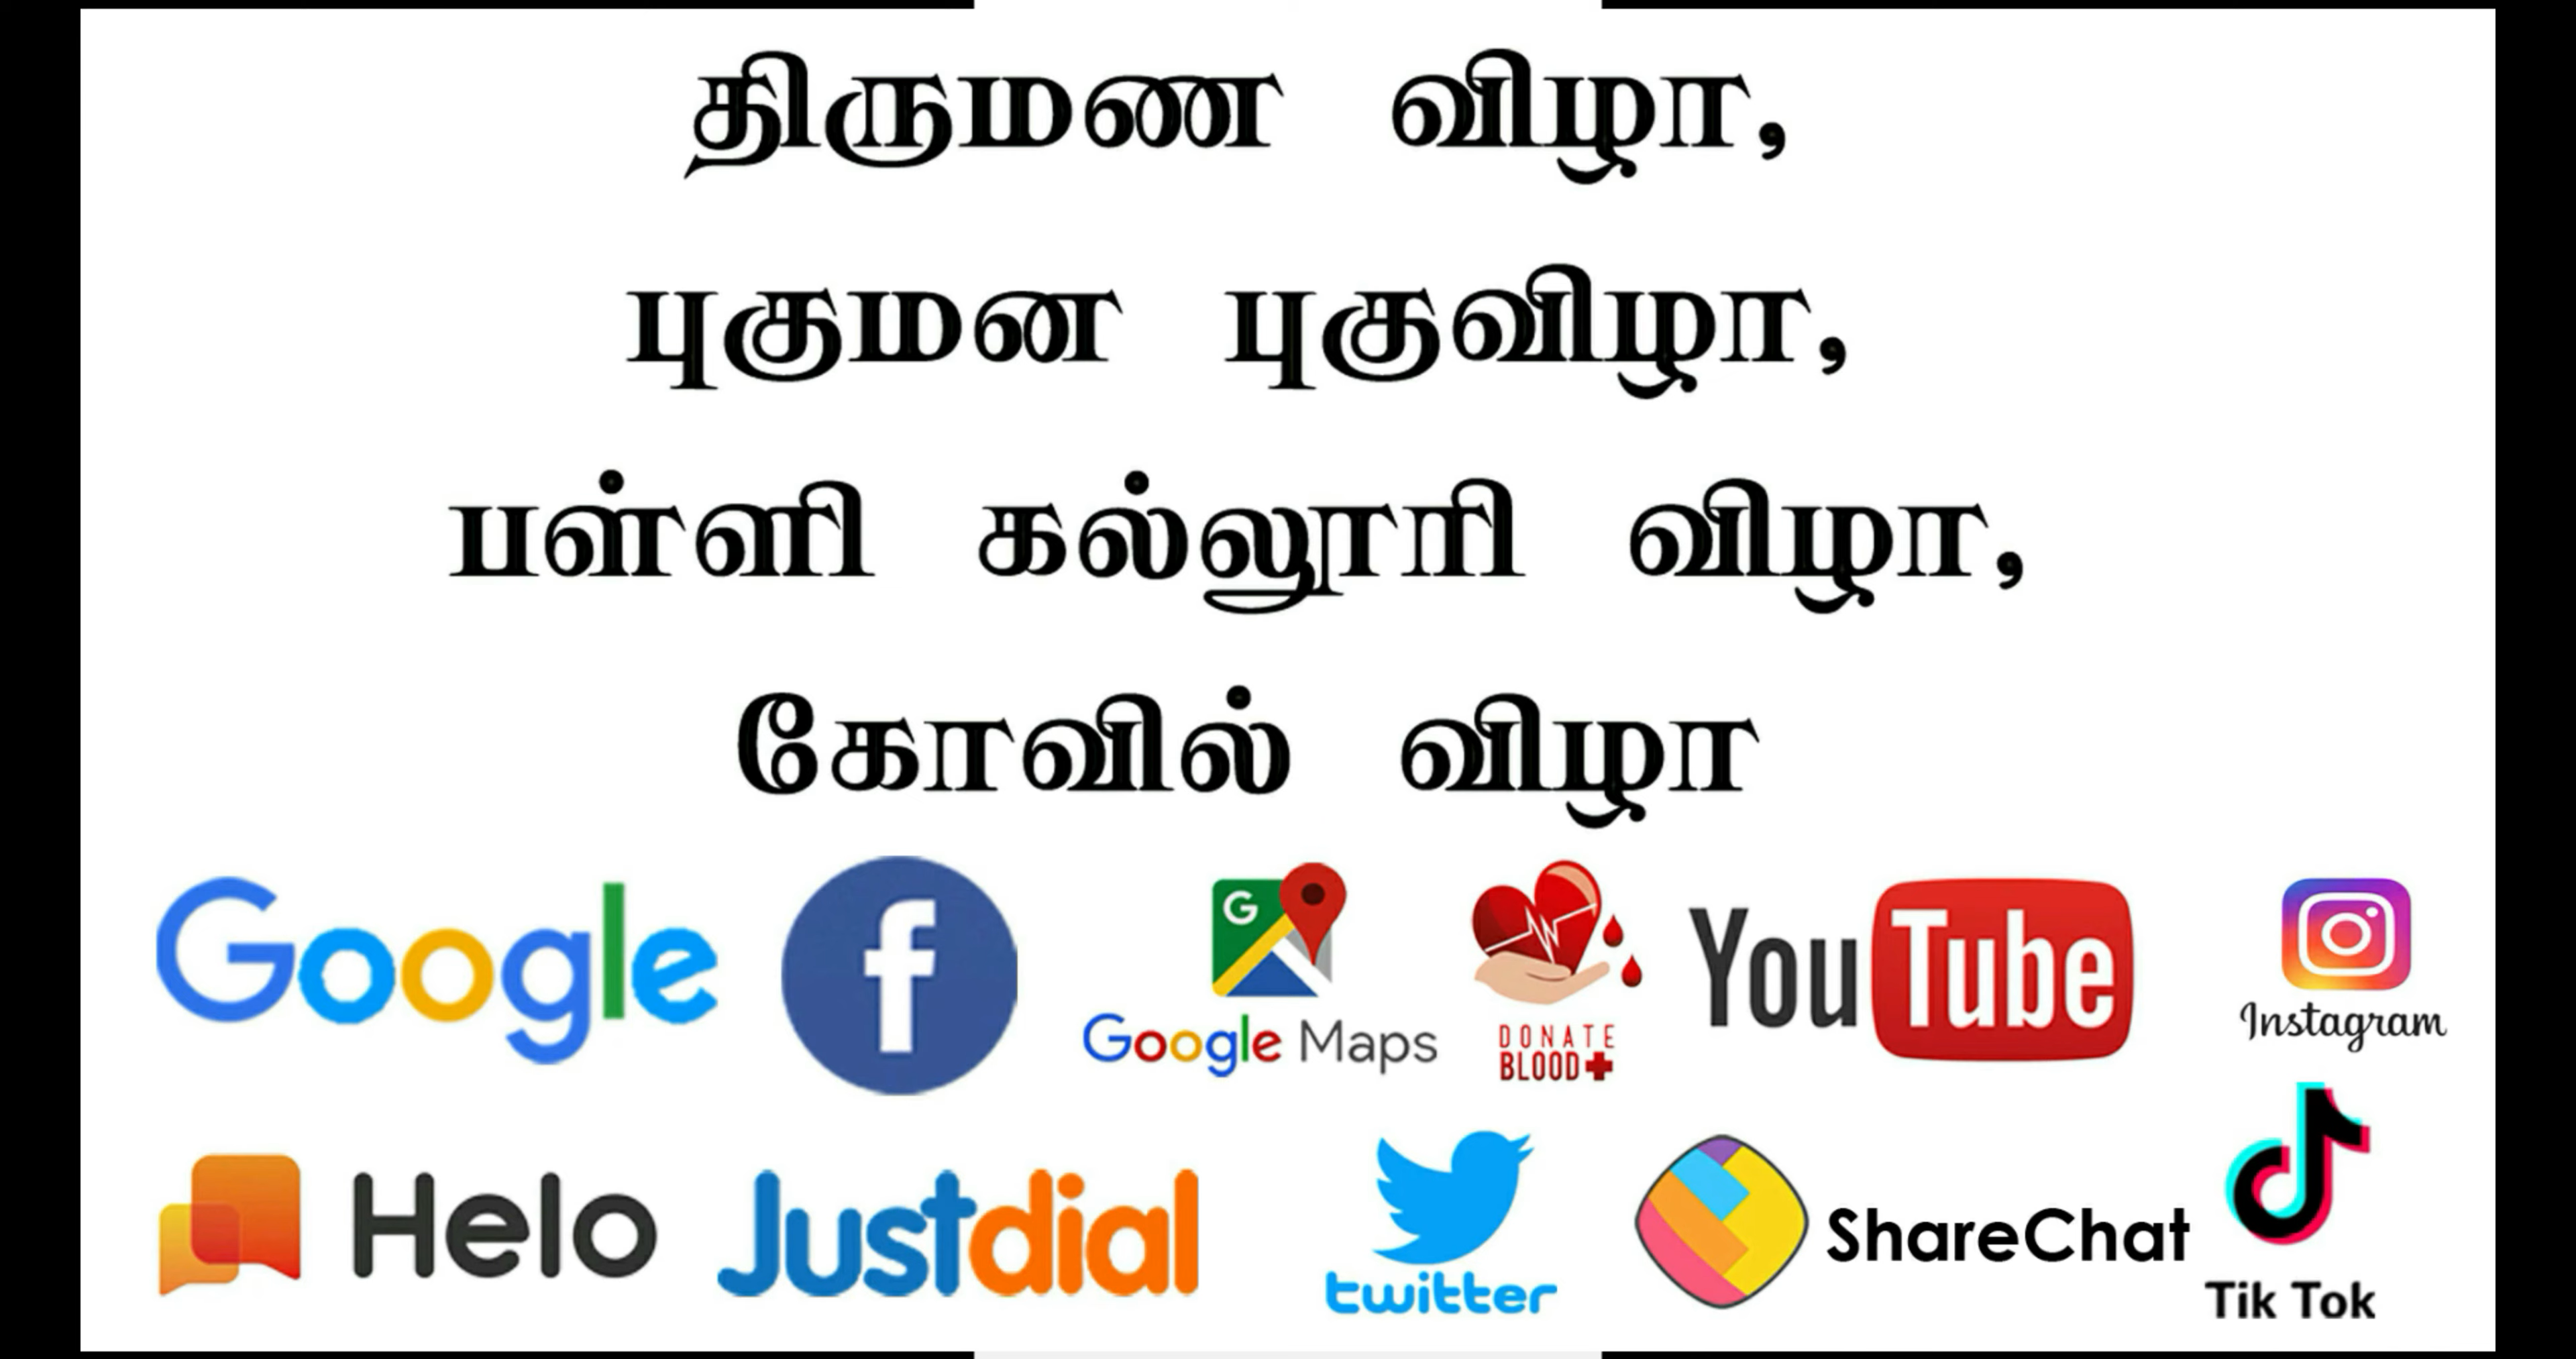 திருமண விழா,
புகுமன புகுவிழா,
பள்ளி கல்லூரி விழா,
கோவில் விழா
Google f G Google Maps DONATE BLOOD YouTube Instagram
Helo Justdial twitter ShareChat Tik Tok